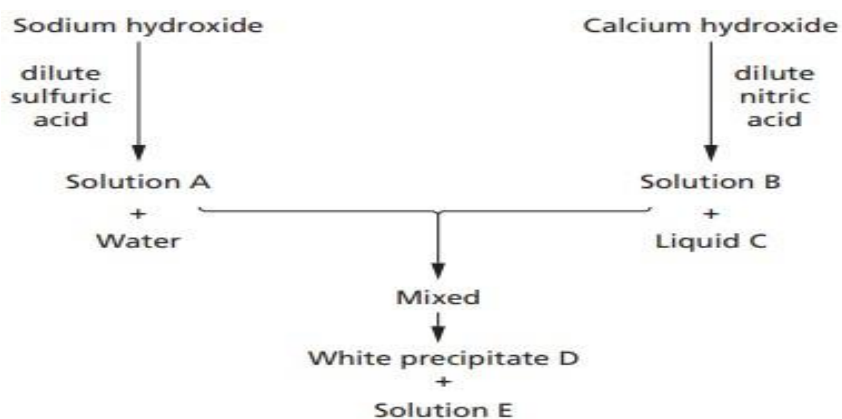 Sodium hydroxide
Calcium hydroxide
dilute
sulfuric
acid
dilute
nitric
acid
Solution A
+
Water
Solution B
+
Liquid C
Mixed
White precipitate D
+
Solution E